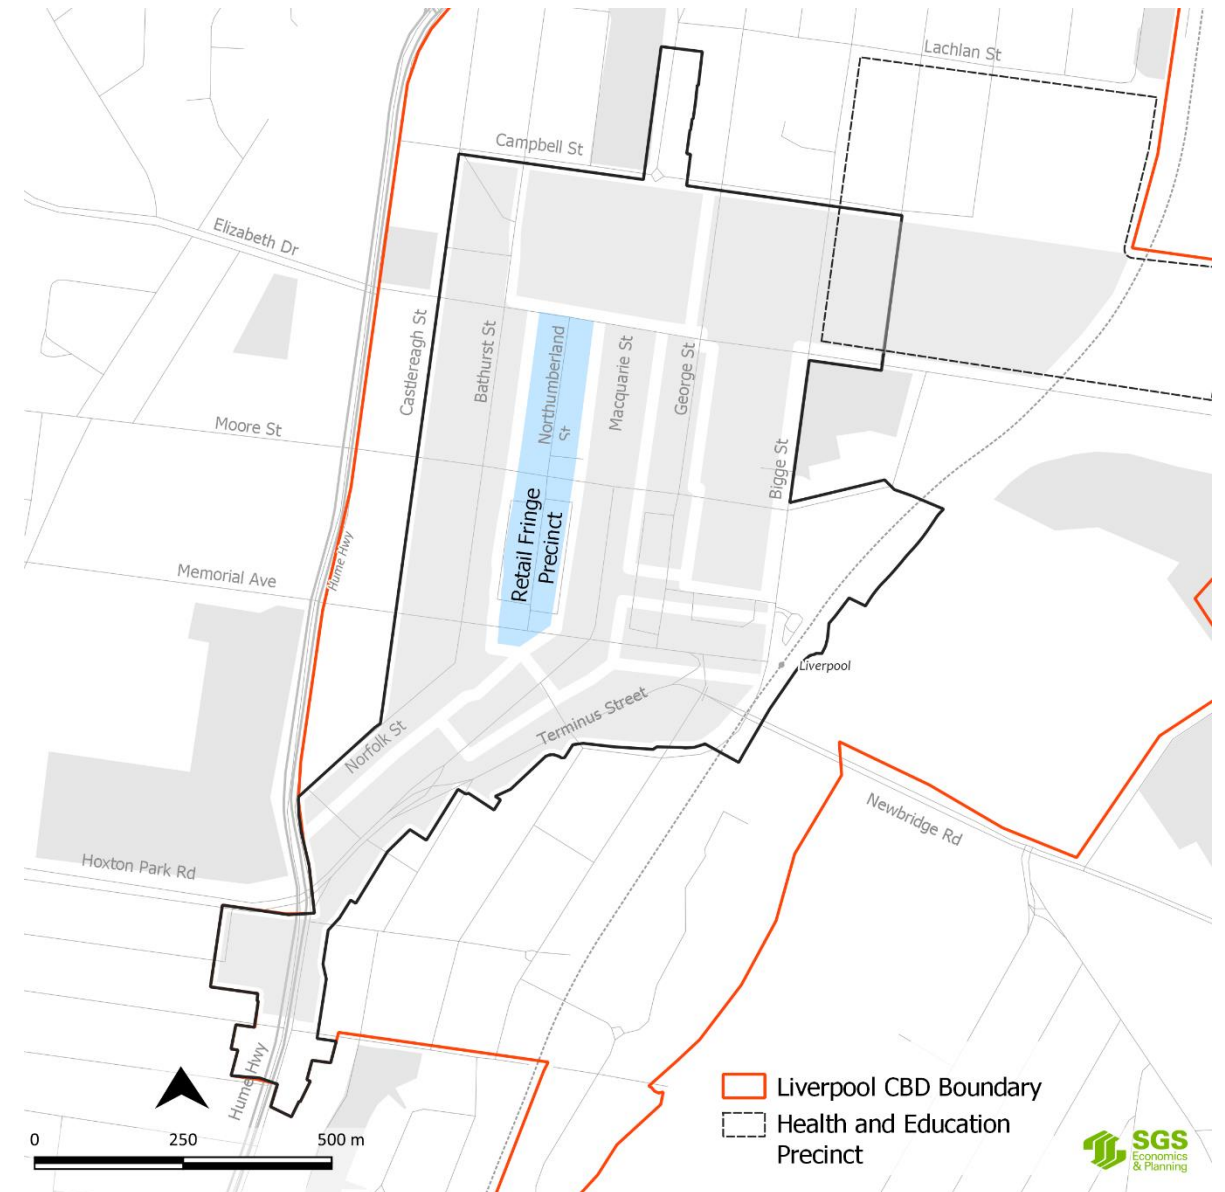 Lachlan St
Campbell St
Elizabeth Dr
Castlereagh St
Bathurst St
Northumberland
St
Macquarie St
George St
Bigge St
Moore St
Retail Fringe
Precinct
Hume Hwy
Memorial Ave
Liverpool
Terminus Street
Norfolk St
Newbridge Rd
Hoxton Park Rd
Hume Hwy
0 250 500 m
Liverpool CBD Boundary
Health and Education
Precinct
SGS
Economics
& Planning